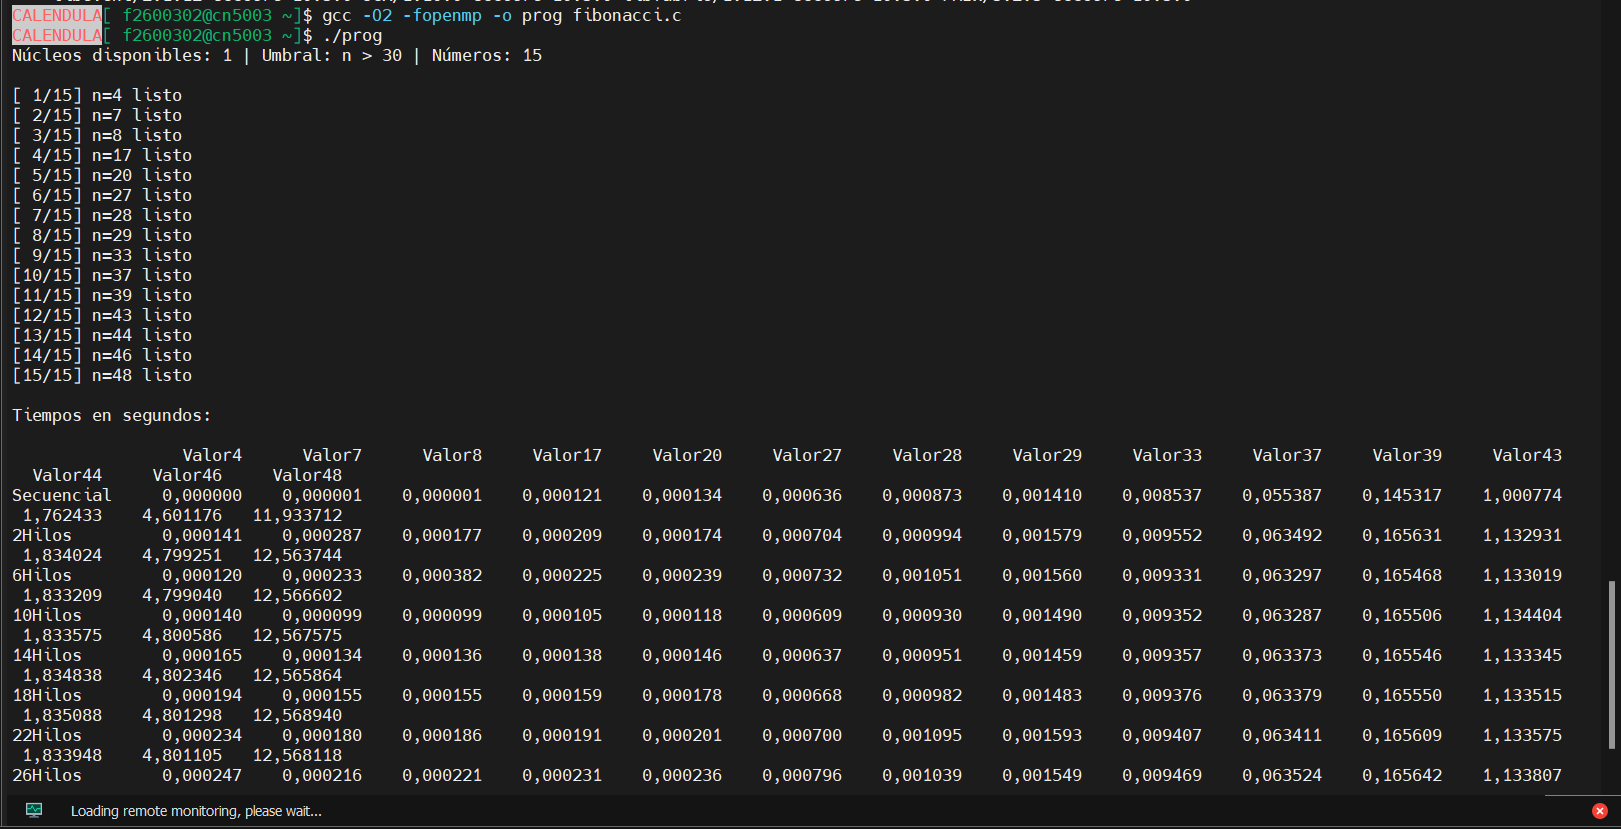 CALENDULA[ f2600302@cn5003 ~]$ gcc -O2 -fopenmp -o prog fibonacci.c
CALENDULA[ f2600302@cn5003 ~]$ ./prog
Núcleos disponibles: 1 | Umbral: n > 30 | Números: 15
[ 1/15] n=4 listo
[ 2/15] n=7 listo
[ 3/15] n=8 listo
[ 4/15] n=17 listo
[ 5/15] n=20 listo
[ 6/15] n=27 listo
[ 7/15] n=28 listo
[ 8/15] n=29 listo
[ 9/15] n=33 listo
[10/15] n=37 listo
[11/15] n=39 listo
[12/15] n=43 listo
[13/15] n=44 listo
[14/15] n=46 listo
[15/15] n=48 listo
Tiempos en segundos:
Valor4 Valor7 Valor8 Valor17 Valor20 Valor27 Valor28 Valor29 Valor33 Valor37 Valor39 Valor43
Valor44 Valor46 Valor48
Secuencial 0,000000 0,000001 0,000001 0,000121 0,000134 0,000636 0,000873 0,001410 0,008537 0,055387 0,145317 1,000774
1,762433 4,601176 11,933712
2Hilos 0,000141 0,000287 0,000177 0,000209 0,000174 0,000704 0,000994 0,001579 0,009552 0,063492 0,165631 1,132931
1,834024 4,799251 12,563744
6Hilos 0,000120 0,000233 0,000382 0,000225 0,000239 0,000732 0,001051 0,001560 0,009331 0,063297 0,165468 1,133019
1,833209 4,799040 12,566602
10Hilos 0,000140 0,000099 0,000099 0,000105 0,000118 0,000609 0,000930 0,001490 0,009352 0,063287 0,165506 1,134404
1,833575 4,800586 12,567575
14Hilos 0,000165 0,000134 0,000136 0,000138 0,000146 0,000637 0,000951 0,001459 0,009357 0,063373 0,165546 1,133345
1,834838 4,802346 12,565864
18Hilos 0,000194 0,000155 0,000155 0,000159 0,000178 0,000668 0,000982 0,001483 0,009376 0,063379 0,165550 1,133515
1,835088 4,801298 12,568940
22Hilos 0,000234 0,000180 0,000186 0,000191 0,000201 0,000700 0,001095 0,001593 0,009407 0,063411 0,165609 1,133575
1,833948 4,801105 12,568118
26Hilos 0,000247 0,000216 0,000221 0,000231 0,000236 0,000796 0,001039 0,001549 0,009469 0,063524 0,165642 1,133807
Loading remote monitoring, please wait...